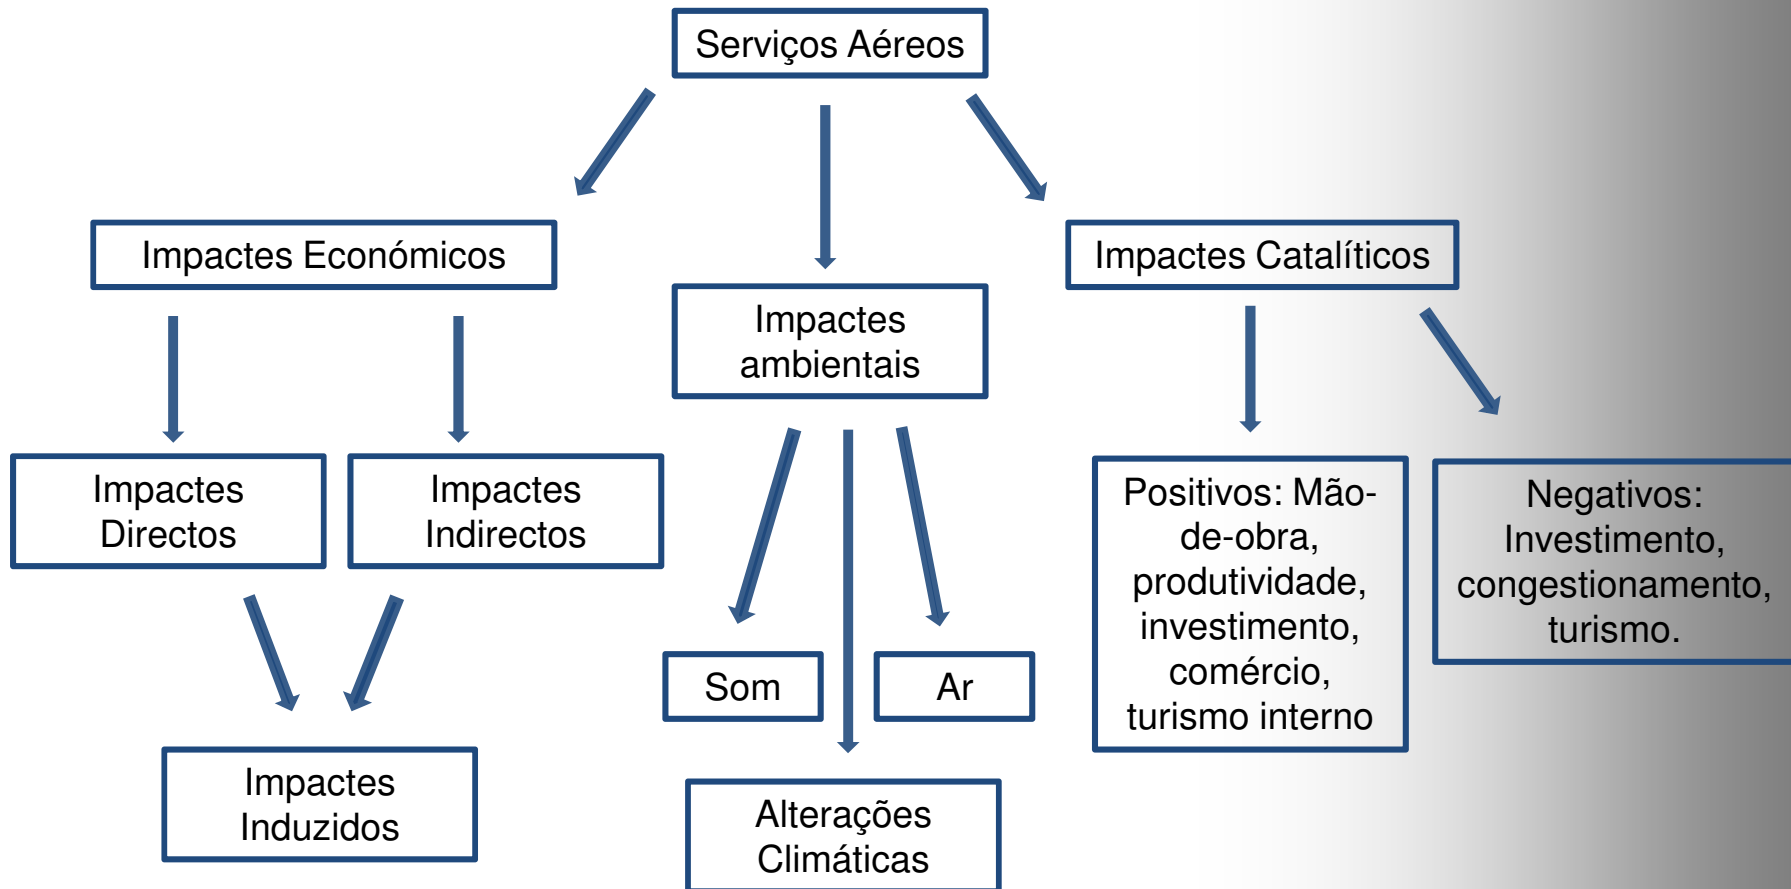 Serviços Aéreos
Impactes Económicos
Impactes
ambientais
Impactes Catalíticos
Impactes
Directos
Impactes
Indirectos
Impactes
Induzidos
Som
Ar
Alterações
Climáticas
Positivos: Mão-
de-obra,
produtividade,
investimento,
comércio,
turismo interno
Negativos:
Investimento,
congestionamento,
turismo.